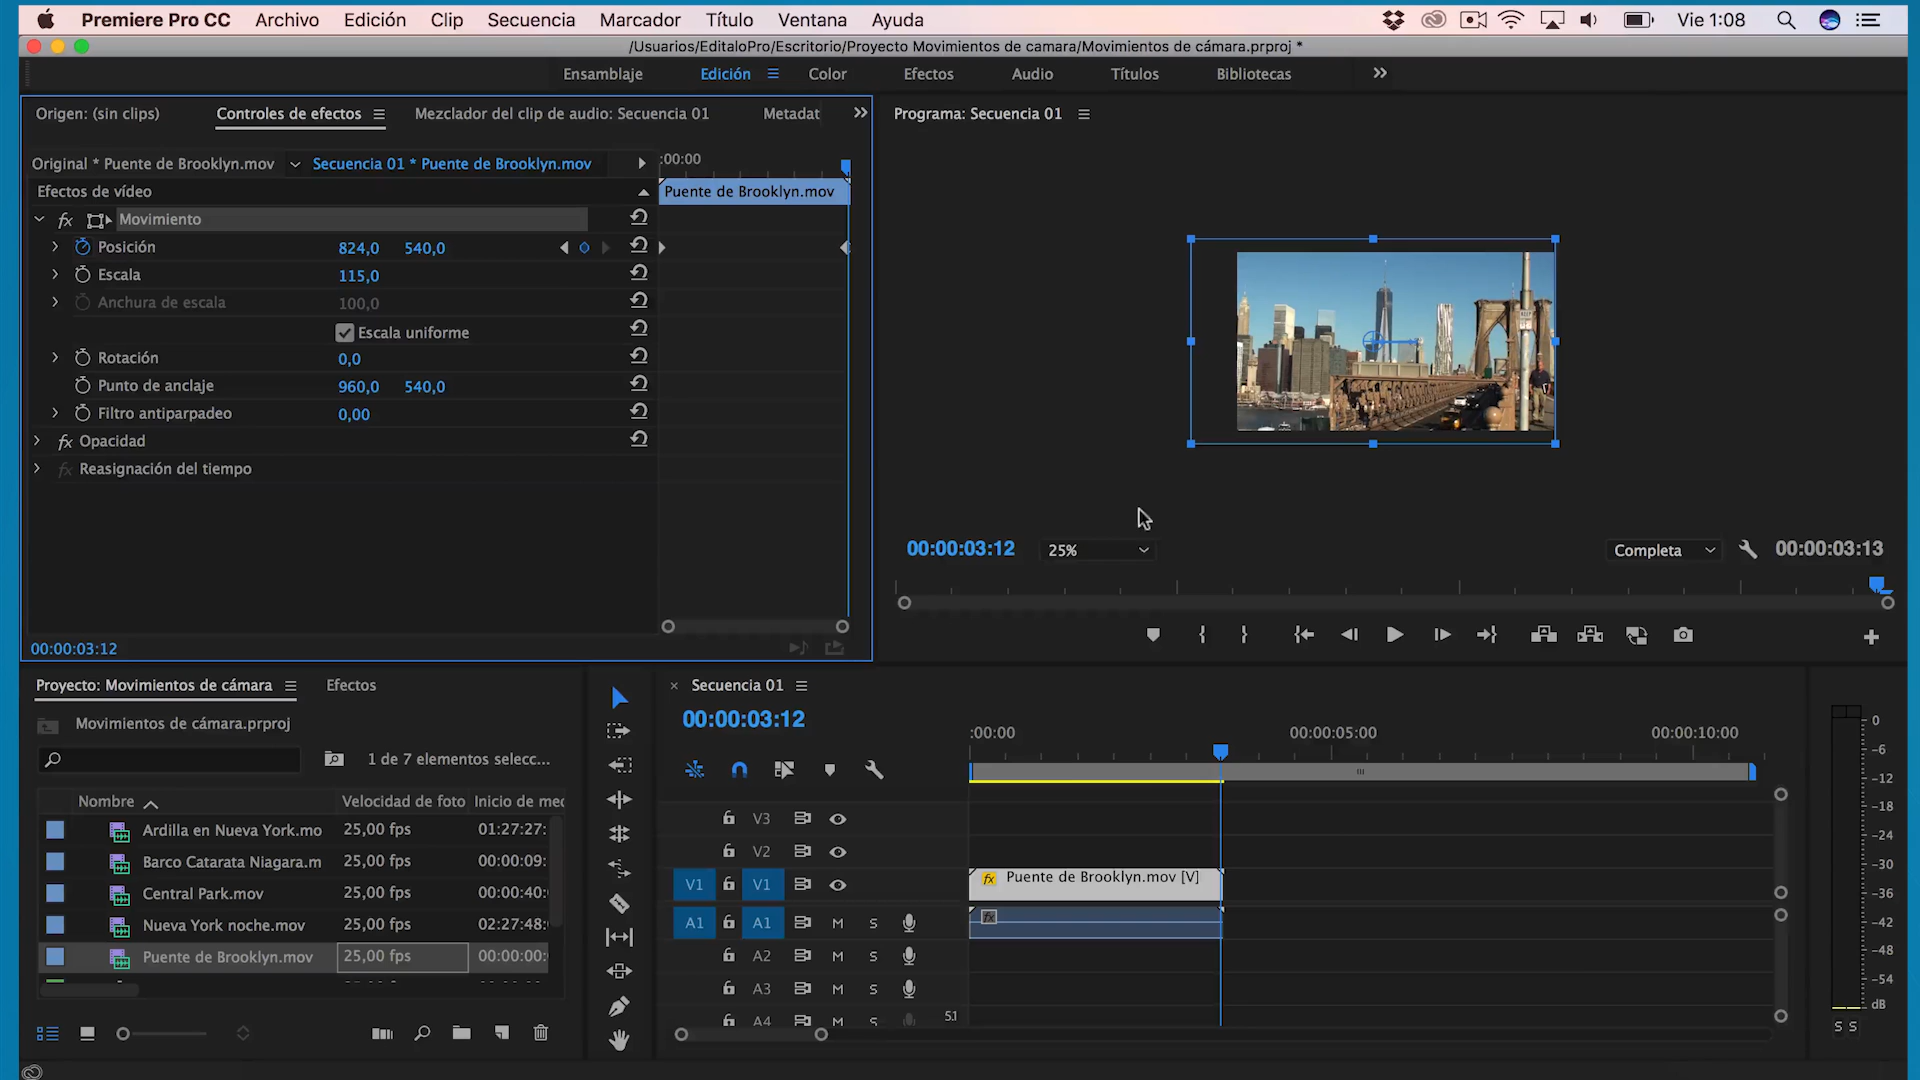 Premiere Pro CC Archivo Edición Clip Secuencia Marcador Título Ventana Ayuda Vie 1:08
/Usuarios/EditaloPro/Escritorio/Proyecto Movimientos de camara/Movimientos de cámara.prproj *
Ensamblaje Edición Color Efectos Audio Títulos Bibliotecas
Origen: (sin clips) Controles de efectos Mezclador del clip de audio: Secuencia 01 Metadat
Programa: Secuencia 01
Original * Puente de Brooklyn.mov Secuencia 01 * Puente de Brooklyn.mov :00:00
Efectos de vídeo Puente de Brooklyn.mov
fx Movimiento
Posición 824,0 540,0
Escala 115,0
Anchura de escala 100,0
Escala uniforme
Rotación 0,0
Punto de anclaje 960,0 540,0
Filtro antiparpadeo 0,00
fx Opacidad
fx Reasignación del tiempo
00:00:03:12 25% Completa 00:00:03:13
00:00:03:12
Proyecto: Movimientos de cámara Efectos
Movimientos de cámara.prproj
1 de 7 elementos selecc...
Nombre Velocidad de foto Inicio de med
Ardilla en Nueva York.mo 25,00 fps 01:27:27:
Barco Catarata Niagara.m 25,00 fps 00:00:09:
Central Park.mov 25,00 fps 00:00:40:
Nueva York noche.mov 25,00 fps 02:27:48:
Puente de Brooklyn.mov 25,00 fps 00:00:00:
× Secuencia 01
00:00:03:12
:00:00 00:00:05:00 00:00:10:00
V3
V2
V1 V1 fx Puente de Brooklyn.mov [V]
A1 A1 M S fx
A2 M S
A3 M S
A4 M S 5.1
0
-6
-12
-18
-24
-30
-36
-42
-48
-54
dB
S S